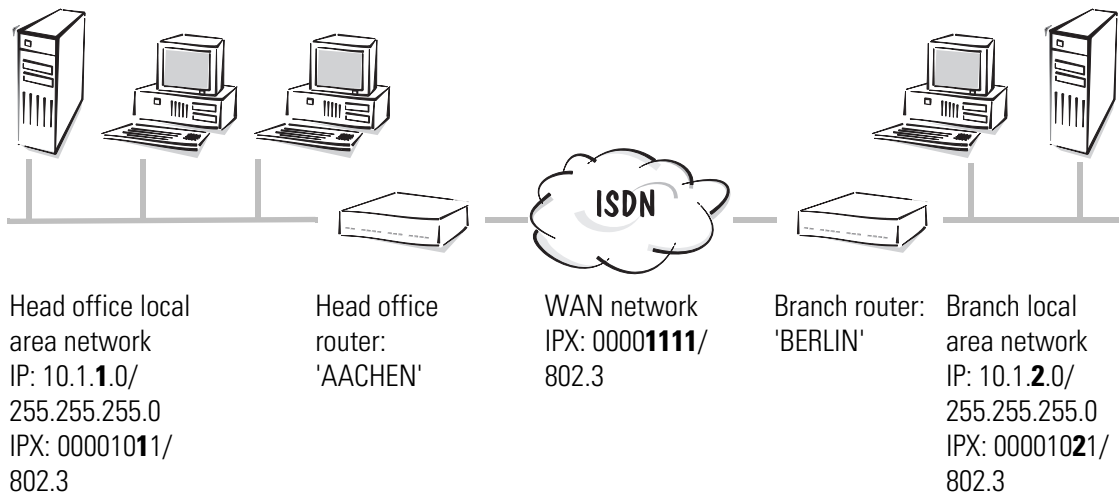 ISDN
Head office local
area network
IP: 10.1.1.0/
255.255.255.0
IPX: 00001011/
802.3
Head office
router:
'AACHEN'
WAN network
IPX: 00001111/
802.3
Branch router:
'BERLIN'
Branch local
area network
IP: 10.1.2.0/
255.255.255.0
IPX: 00001021/
802.3